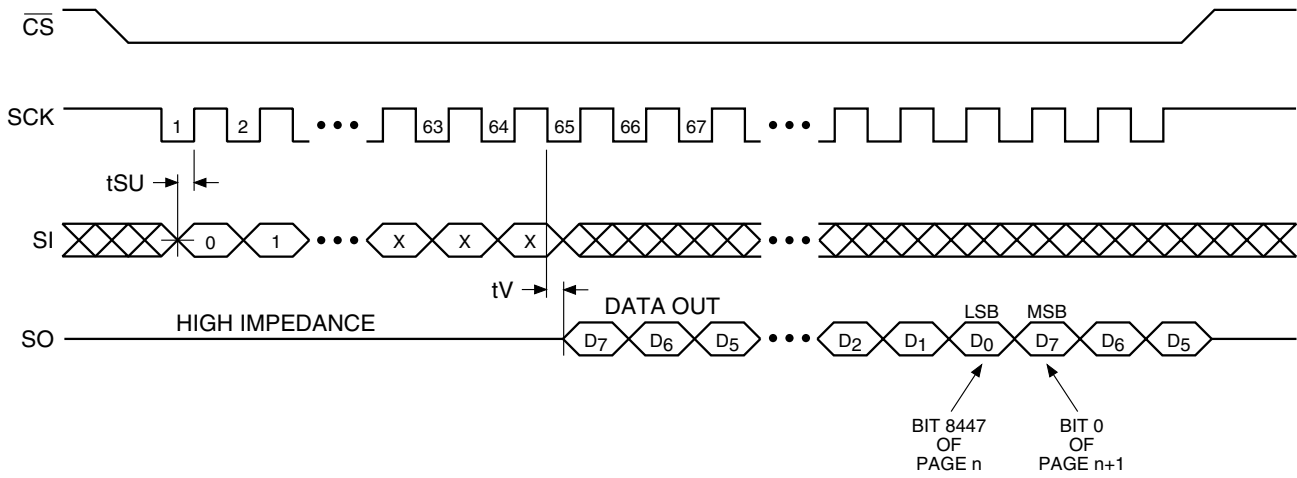 CS
SCK
1 2 63 64 65 66 67
tSU
SI
0 1 X X X
tV
DATA OUT
HIGH IMPEDANCE
LSB MSB
SO
D7 D6 D5 D2 D1 D0 D7 D6 D5
BIT 8447
OF
PAGE n
BIT 0
OF
PAGE n+1